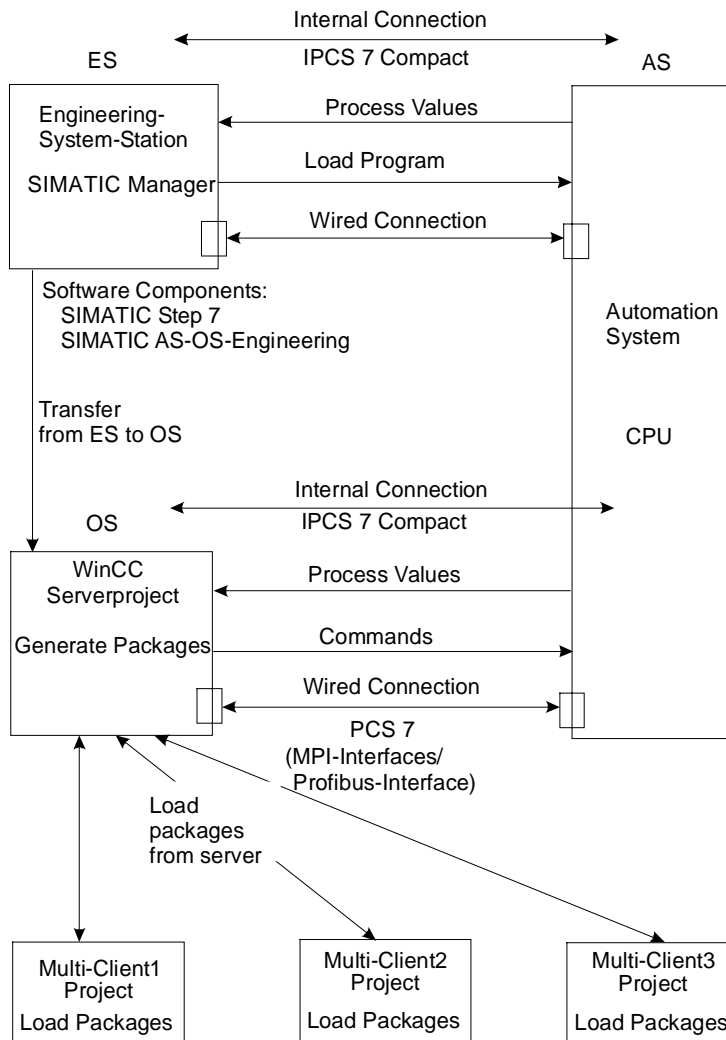 Internal Connection
ES
IPCS 7 Compact
AS
Engineering-
System-Station
SIMATIC Manager
Process Values
Load Program
Wired Connection
Software Components:
SIMATIC Step 7
SIMATIC AS-OS-Engineering
Automation
System
Transfer
from ES to OS
CPU
Internal Connection
OS
IPCS 7 Compact
WinCC
Serverproject
Generate Packages
Process Values
Commands
Wired Connection
PCS 7
(MPI-Interfaces/
Profibus-Interface)
Load
packages
from server
Multi-Client1
Project
Load Packages
Multi-Client2
Project
Load Packages
Multi-Client3
Project
Load Packages